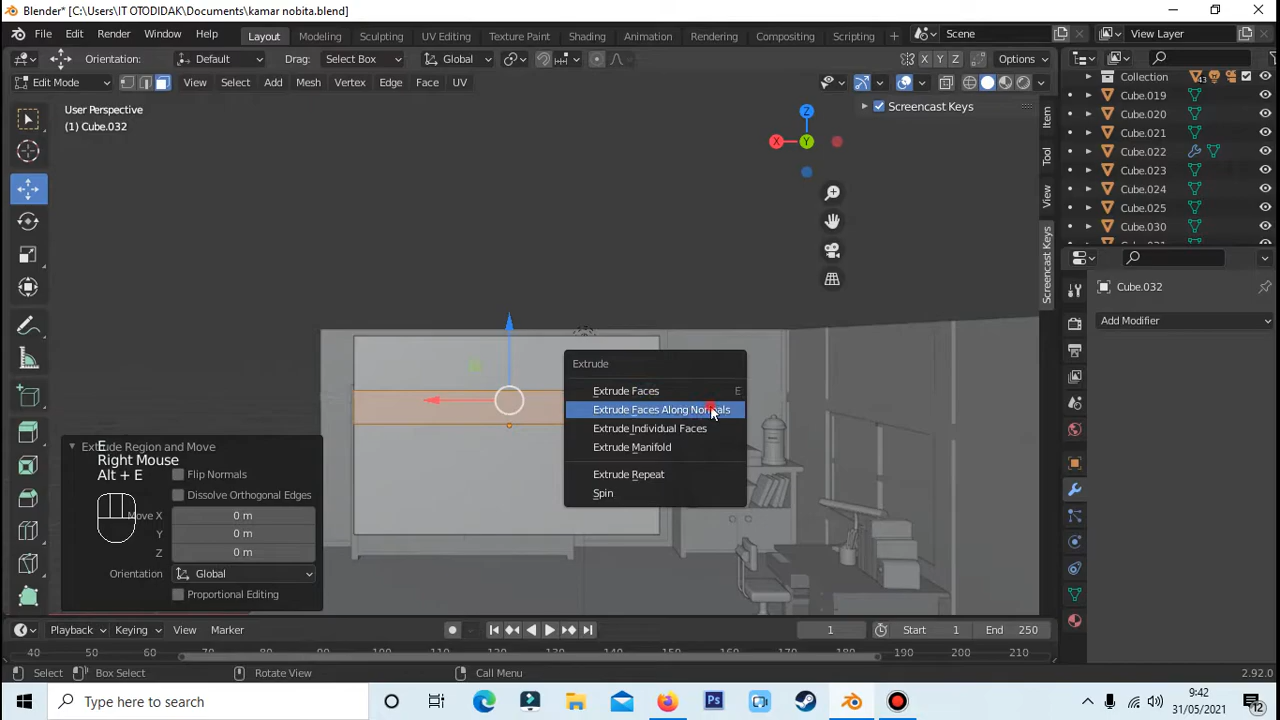 Blender* [C:\Users\IT OTODIDAK\Documents\kamar nobita.blend]
File Edit Render Window Help Layout Modeling Sculpting UV Editing Texture Paint Shading Animation Rendering Compositing Scripting + Scene View Layer
Orientation: Default Drag: Select Box Global X Y Z Options
Edit Mode View Select Add Mesh Vertex Edge Face UV
User Perspective
(1) Cube.032
Z
X Y
Screencast Keys
Item
Tool
View
Screencast Keys
Collection 43
Cube.019
Cube.020
Cube.021
Cube.022
Cube.023
Cube.024
Cube.025
Cube.030
Cube.032
Add Modifier
Extrude
Extrude Faces E
Extrude Faces Along Normals
Extrude Individual Faces
Extrude Manifold
Extrude Repeat
Spin
Extrude Region and Move
E
Right Mouse
Alt + E
Flip Normals
Dissolve Orthogonal Edges
Move X 0 m
Y 0 m
Z 0 m
Orientation Global
Proportional Editing
Playback Keying View Marker 1 Start 1 End 250
40 50 60 70 80 90 100 110 120 130 140 150 160 170 180 190 200 210
Select Box Select Rotate View Call Menu 2.92.0
Type here to search
Ps
9:42
31/05/2021
12